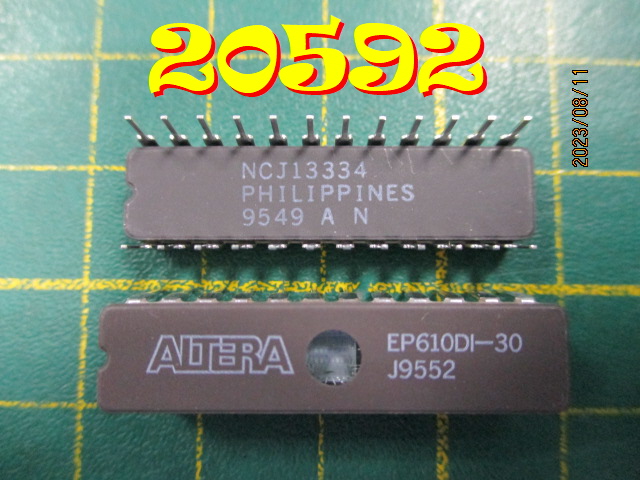 20592
2023/08/11
NCJ13334
PHILIPPINES
9549 A N
ALTERA
EP610DI-30
J9552